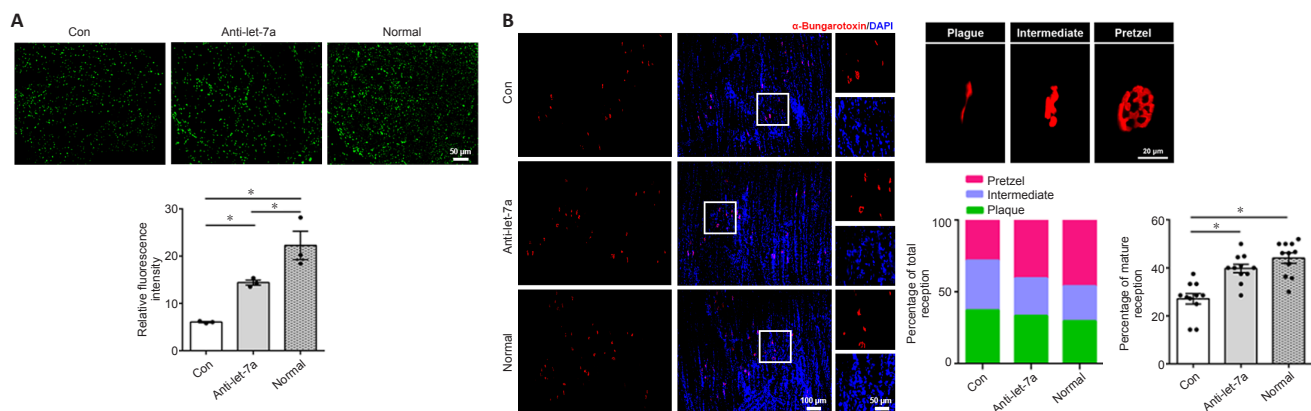 A
Con
Anti-let-7a
Normal
50 μm
Relative fluorescence
intensity
30
20
10
0
*
*
*
Con
Anti-let-7a
Normal
B
α-Bungarotoxin/DAPI
Con
Anti-let-7a
Normal
100 μm
50 μm
Plague
Intermediate
Pretzel
20 μm
Pretzel
Intermediate
Plaque
Percentage of total
reception
100
50
0
Con
Anti-let-7a
Normal
Percentage of mature
reception
60
40
20
0
*
*
Con
Anti-let-7a
Normal